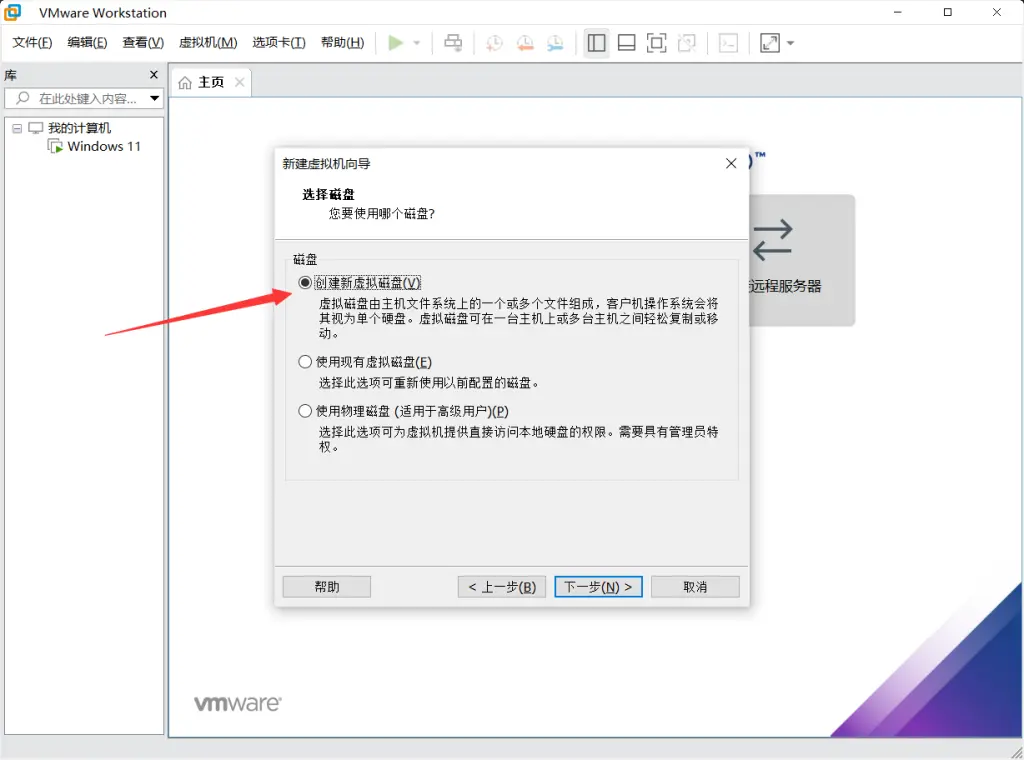 VMware Workstation
文件(F) 编辑(E) 查看(V) 虚拟机(M) 选项卡(T) 帮助(H)
库
在此处键入内容...
主页
我的计算机
Windows 11
™
远程服务器
新建虚拟机向导
选择磁盘
您要使用哪个磁盘?
磁盘
创建新虚拟磁盘(V)
虚拟磁盘由主机文件系统上的一个或多个文件组成，客户机操作系统会将
其视为单个硬盘。虚拟磁盘可在一台主机上或多台主机之间轻松复制或移
动。
使用现有虚拟磁盘(E)
选择此选项可重新使用以前配置的磁盘。
使用物理磁盘 (适用于高级用户)(P)
选择此选项可为虚拟机提供直接访问本地硬盘的权限。需要具有管理员特
权。
帮助
< 上一步(B)
下一步(N) >
取消
vmware®